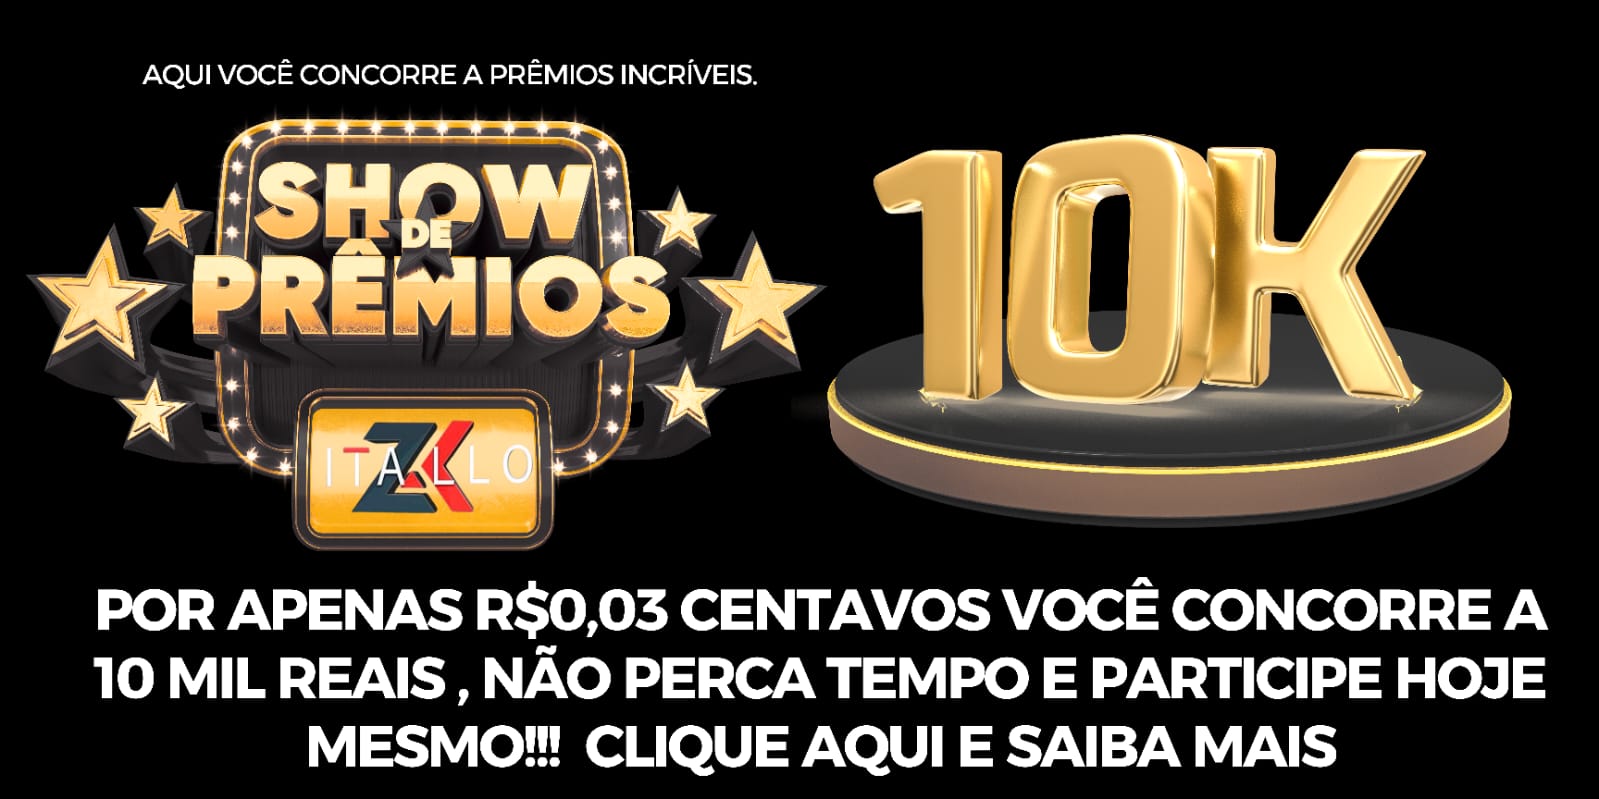 AQUI VOCÊ CONCORRE A PRÊMIOS INCRÍVEIS.
SHOW
DE
PRÊMIOS
ZK
ITALLO
10K
POR APENAS R$0,03 CENTAVOS VOCÊ CONCORRE A
10 MIL REAIS , NÃO PERCA TEMPO E PARTICIPE HOJE
MESMO!!! CLIQUE AQUI E SAIBA MAIS